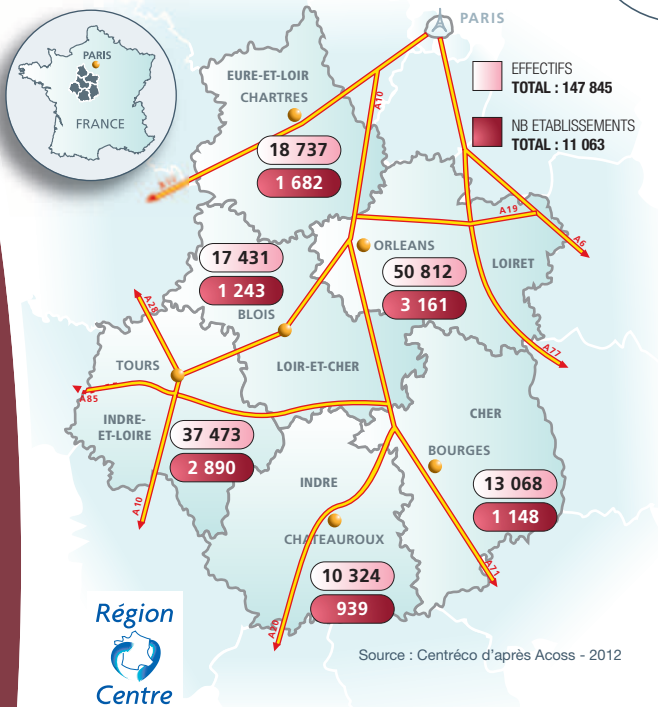 PARIS
PARIS
FRANCE
EFFECTIFS
TOTAL : 147 845
NB ETABLISSEMENTS
TOTAL : 11 063
EURE-ET-LOIR
CHARTRES
A10
18 737
1 682
A19
A6
ORLEANS
LOIRET
50 812
3 161
17 431
1 243
BLOIS
A28
A77
TOURS
LOIR-ET-CHER
A85
INDRE-
ET-LOIRE
37 473
2 890
A10
CHER
BOURGES
13 068
1 148
INDRE
CHATEAUROUX
10 324
939
A71
A20
Région
Centre
Source : Centréco d'après Acoss - 2012